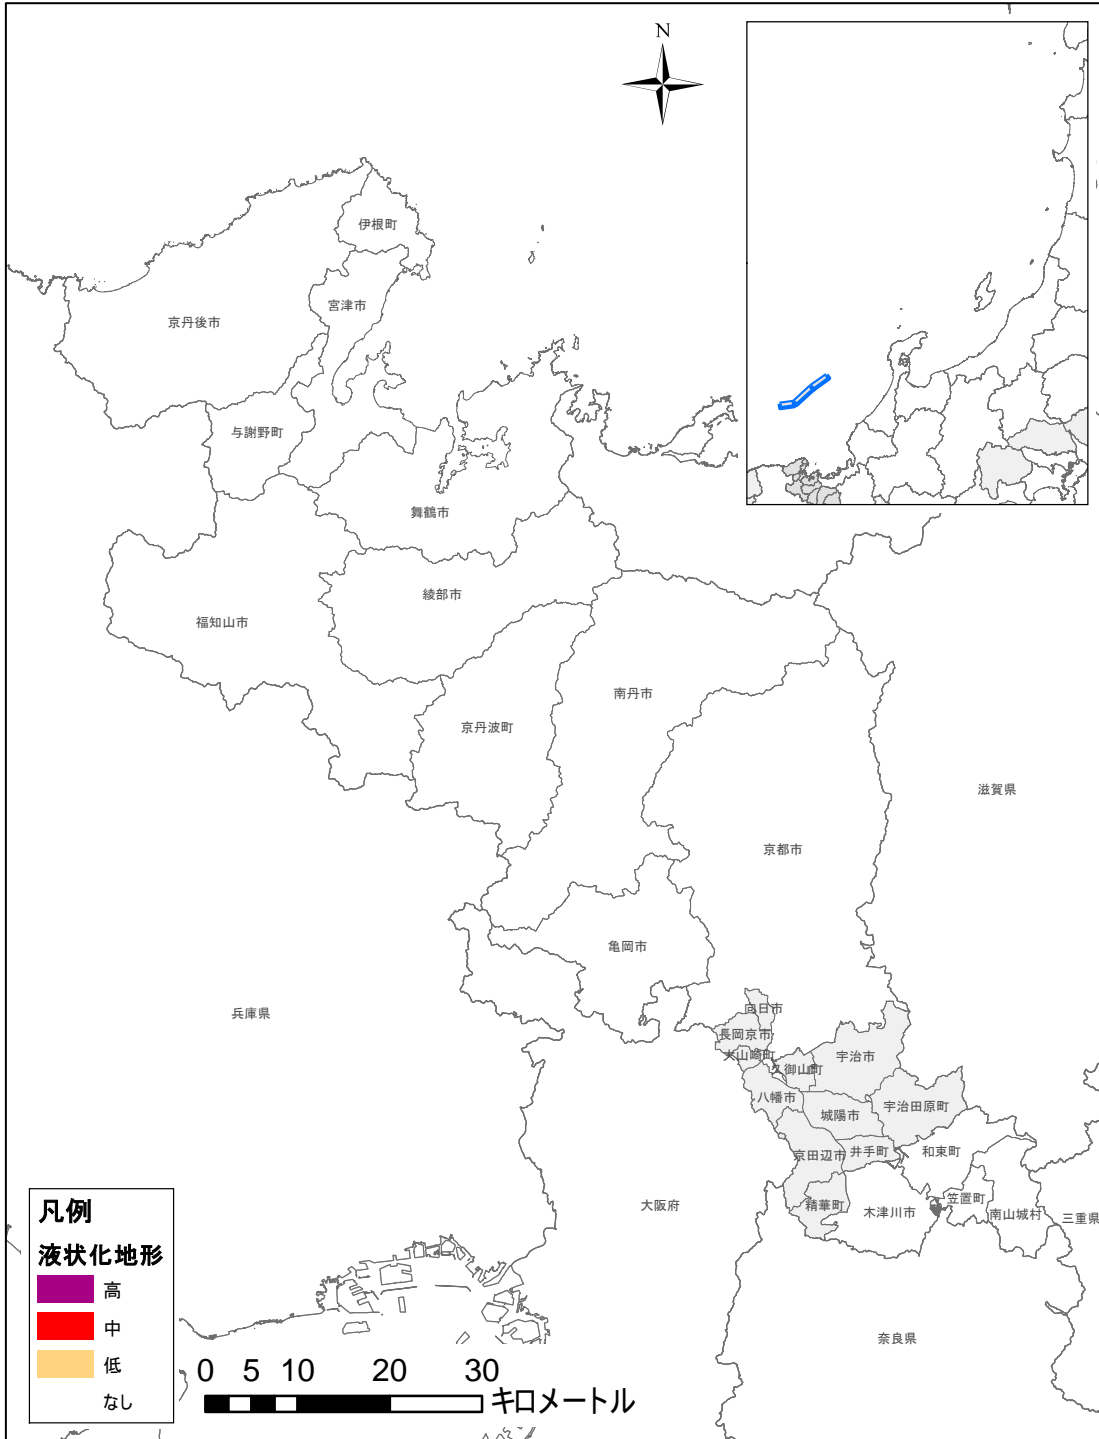 N
伊根町
宮津市
京丹後市
与謝野町
舞鶴市
綾部市
福知山市
南丹市
京丹波町
滋賀県
京都市
亀岡市
兵庫県
向日市
長岡京市
大山崎町
久御山町
宇治市
八幡市
宇治田原町
城陽市
京田辺市
井手町
和束町
精華町
木津川市
笠置町
南山城村
三重県
大阪府
奈良県
凡例
液状化地形
高
中
低
なし
0 5 10 20 30
キロメートル